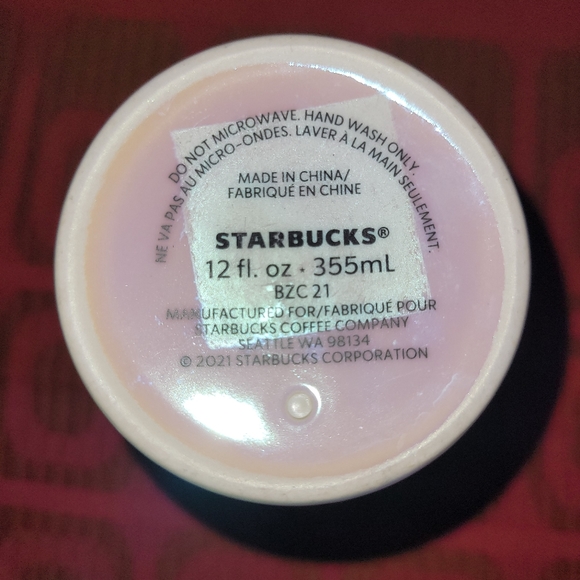 DO NOT MICROWAVE. HAND WASH ONLY.
NE VA PAS AU MICRO-ONDES. LAVER À LA MAIN SEULEMENT.
MADE IN CHINA/
FABRIQUÉ EN CHINE
STARBUCKS®
12 fl. oz · 355mL
BZC 21
MANUFACTURED FOR/FABRIQUÉ POUR
STARBUCKS COFFEE COMPANY
SEATTLE WA 98134
© 2021 STARBUCKS CORPORATION